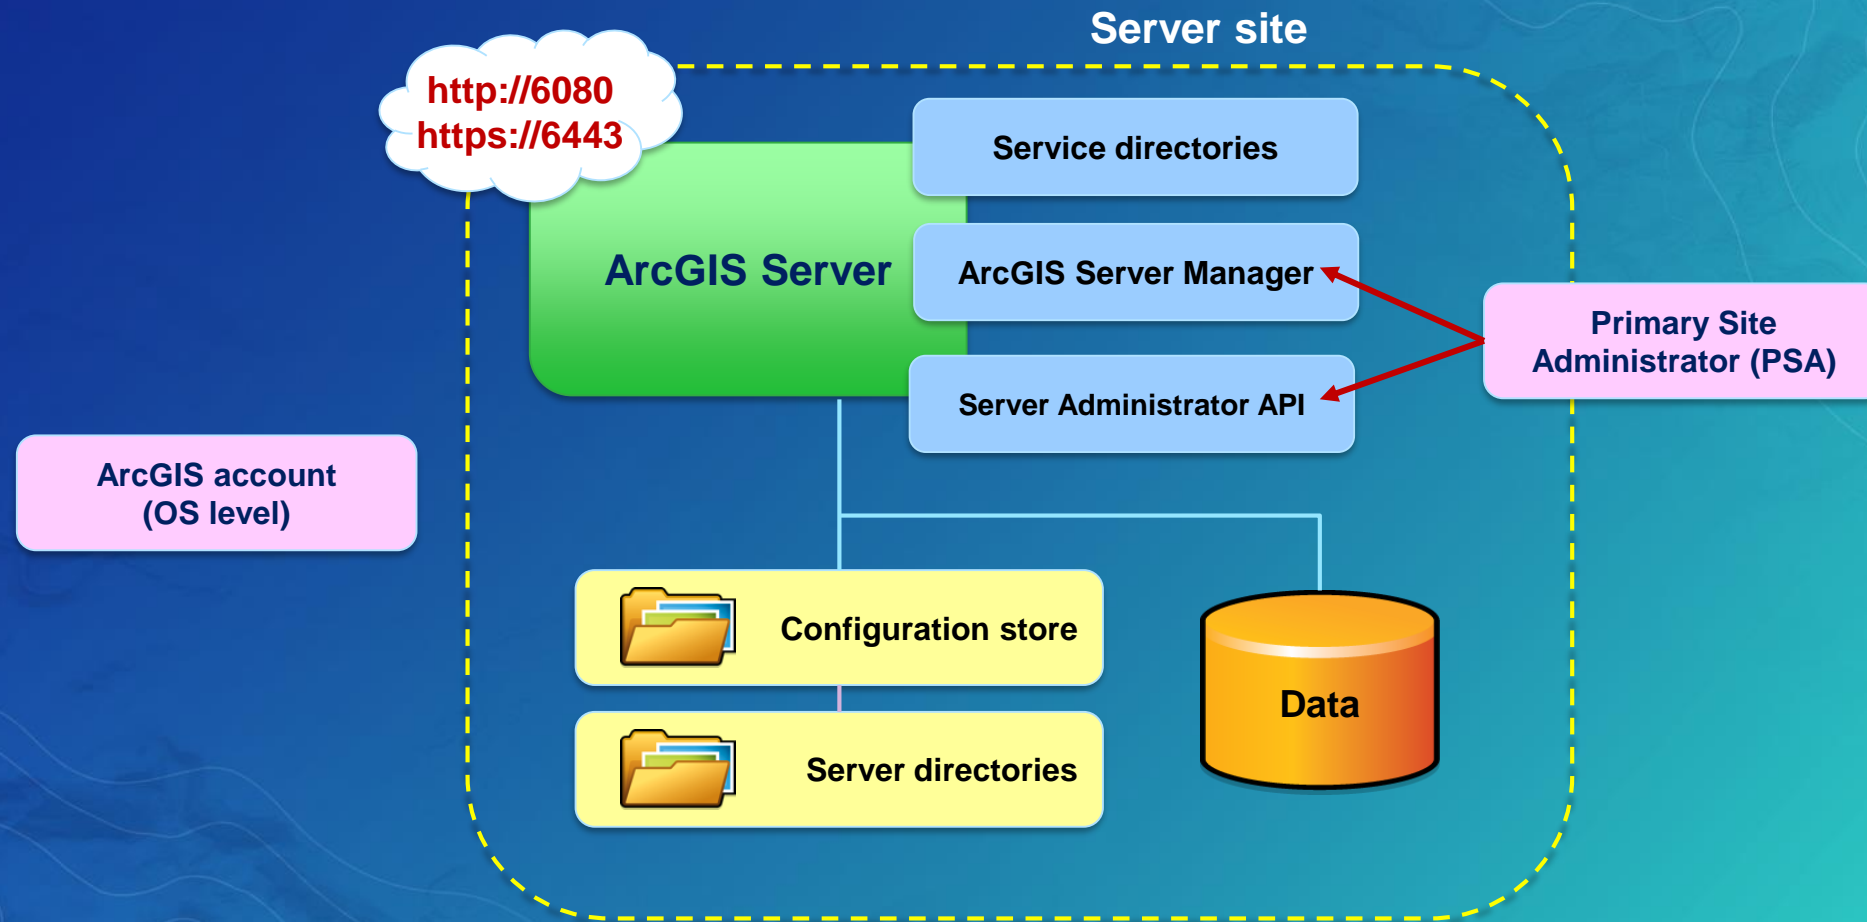 Server site
http://6080
https://6443
Service directories
ArcGIS Server
ArcGIS Server Manager
Primary Site
Administrator (PSA)
Server Administrator API
ArcGIS account
(OS level)
Configuration store
Data
Server directories